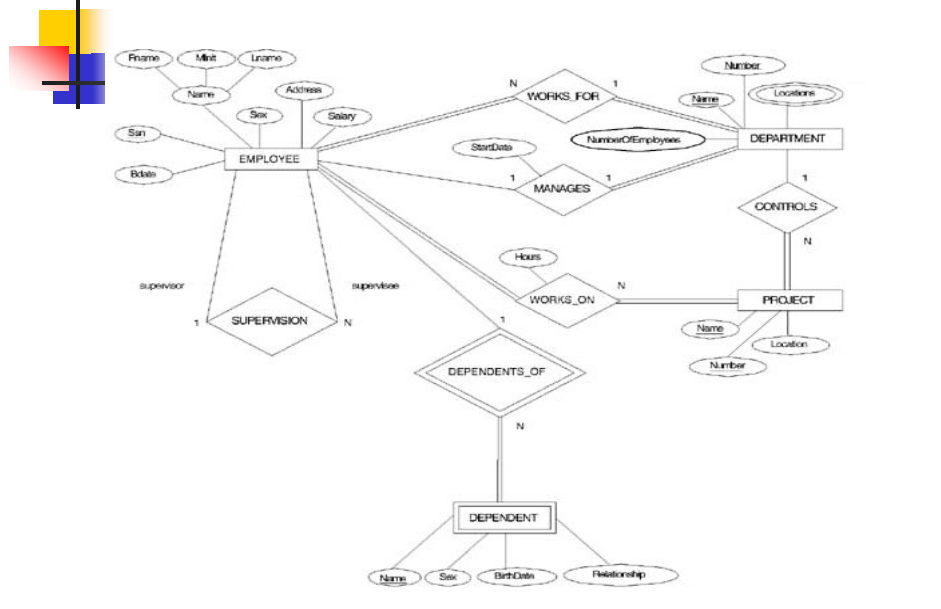 Fname
Minit
Lname
Name
Sex
Address
Salary
Ssn
Bdate
EMPLOYEE
N
WORKS_FOR
1
Number
Name
Locations
NumberOfEmployees
DEPARTMENT
StartDate
1
MANAGES
1
1
CONTROLS
N
supervisor
supervisee
1
SUPERVISION
N
Hours
WORKS_ON
N
PROJECT
Name
Location
Number
1
DEPENDENTS_OF
N
DEPENDENT
Name
Sex
BirthDate
Relationship